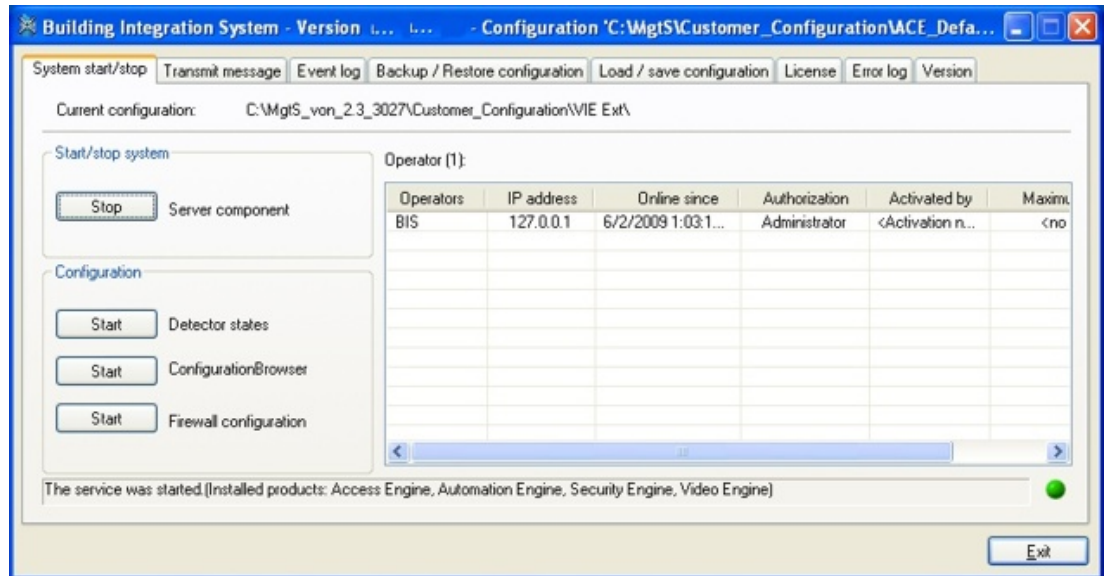 Building Integration System - Version - Configuration 'C:\MgtS\Customer_Configuration\ACE_Defa...
System start/stop Transmit message Event log Backup / Restore configuration Load / save configuration License Error log Version
Current configuration: C:\MgtS_von_2.3_3027\Customer_Configuration\VIE Ext\
Start/stop system
Stop Server component
Configuration
Start Detector states
Start ConfigurationBrowser
Start Firewall configuration
Operator (1):
Operators IP address Online since Authorization Activated by Maximu
BIS 127.0.0.1 6/2/2009 1:03:1... Administrator <Activation n... <no
The service was started.(Installed products: Access Engine, Automation Engine, Security Engine, Video Engine)
Exit